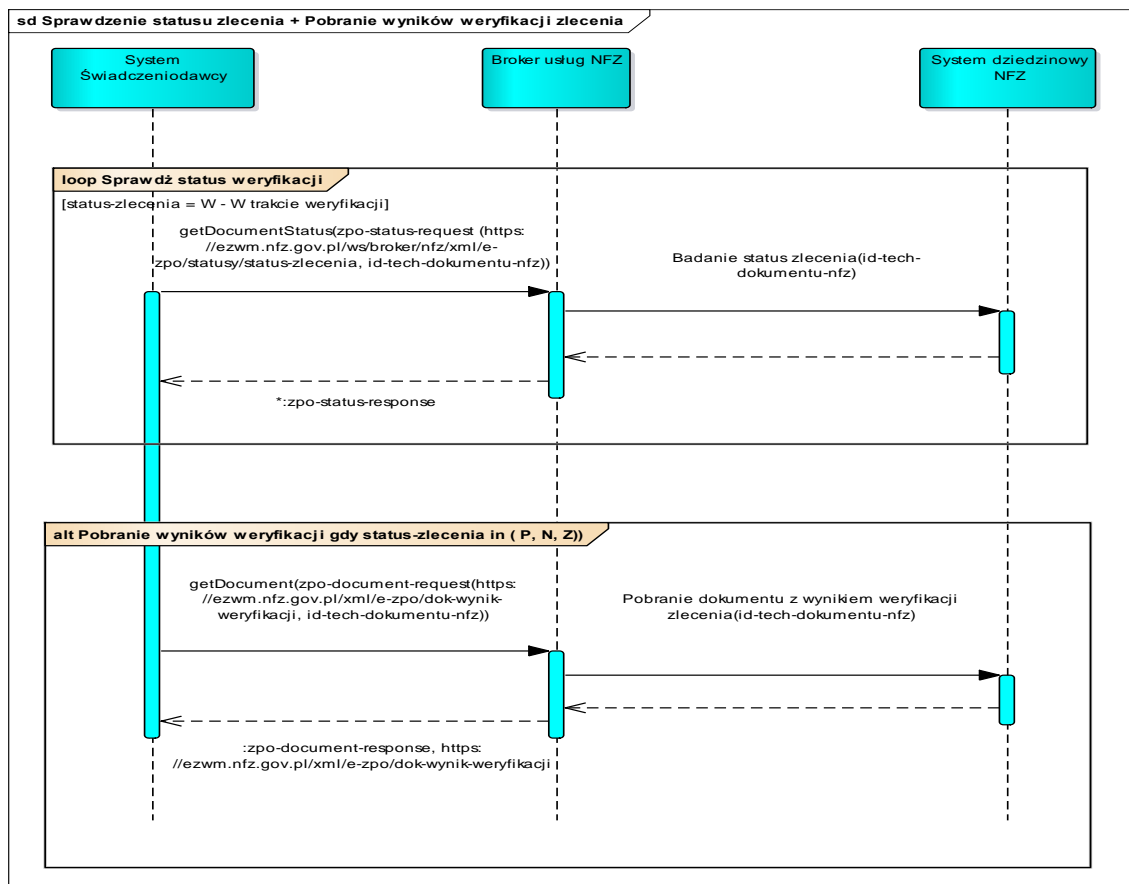 sd Sprawdzenie statusu zlecenia + Pobranie wyników weryfikacji zlecenia
System
Świadczeniodawcy
Broker usług NFZ
System dziedzinowy
NFZ
loop Sprawdź status weryfikacji
[status-zlecenia = W - W trakcie weryfikacji]
getDocumentStatus(zpo-status-request (https:
//ezwm.nfz.gov.pl/ws/broker/nfz/xml/e-
zpo/statusy/status-zlecenia, id-tech-dokumentu-nfz))
Badanie status zlecenia(id-tech-
dokumentu-nfz)
*:zpo-status-response
alt Pobranie wyników weryfikacji gdy status-zlecenia in ( P, N, Z))
getDocument(zpo-document-request(https:
//ezwm.nfz.gov.pl/xml/e-zpo/dok-wynik-
weryfikacji, id-tech-dokumentu-nfz))
Pobranie dokumentu z wynikiem weryfikacji
zlecenia(id-tech-dokumentu-nfz)
:zpo-document-response, https:
//ezwm.nfz.gov.pl/xml/e-zpo/dok-wynik-weryfikacji